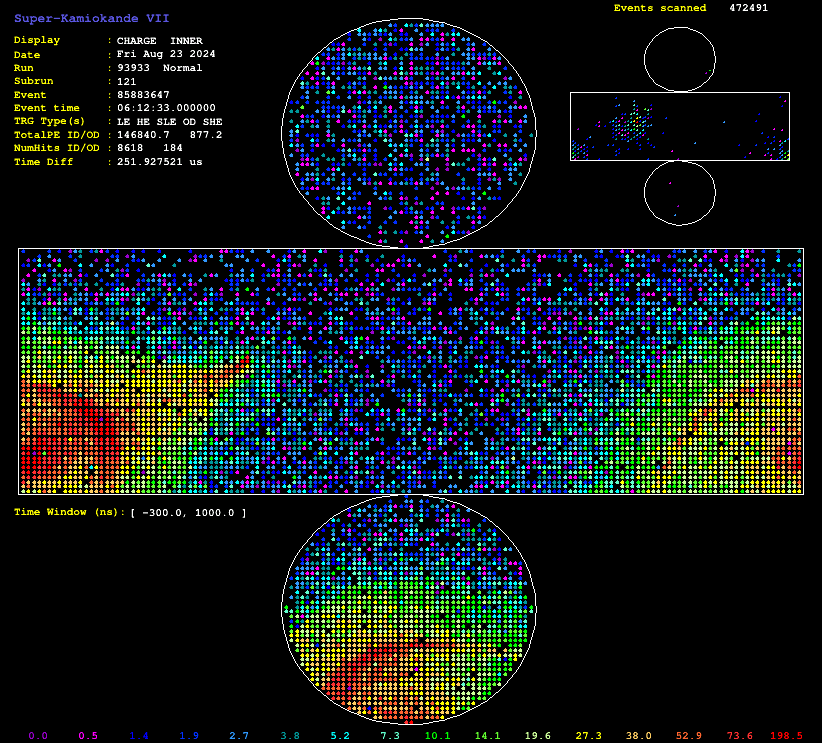 Super-Kamiokande VII
Events scanned 472491
Display : CHARGE INNER
Date : Fri Aug 23 2024
Run : 93933 Normal
Subrun : 121
Event : 85883647
Event time : 06:12:33.000000
TRG Type(s) : LE HE SLE OD SHE
TotalPE ID/OD : 146840.7 877.2
NumHits ID/OD : 8618 184
Time Diff : 251.927521 us
Time Window (ns): [ -300.0, 1000.0 ]
0.0 0.5 1.4 1.9 2.7 3.8 5.2 7.3 10.1 14.1 19.6 27.3 38.0 52.9 73.6 198.5